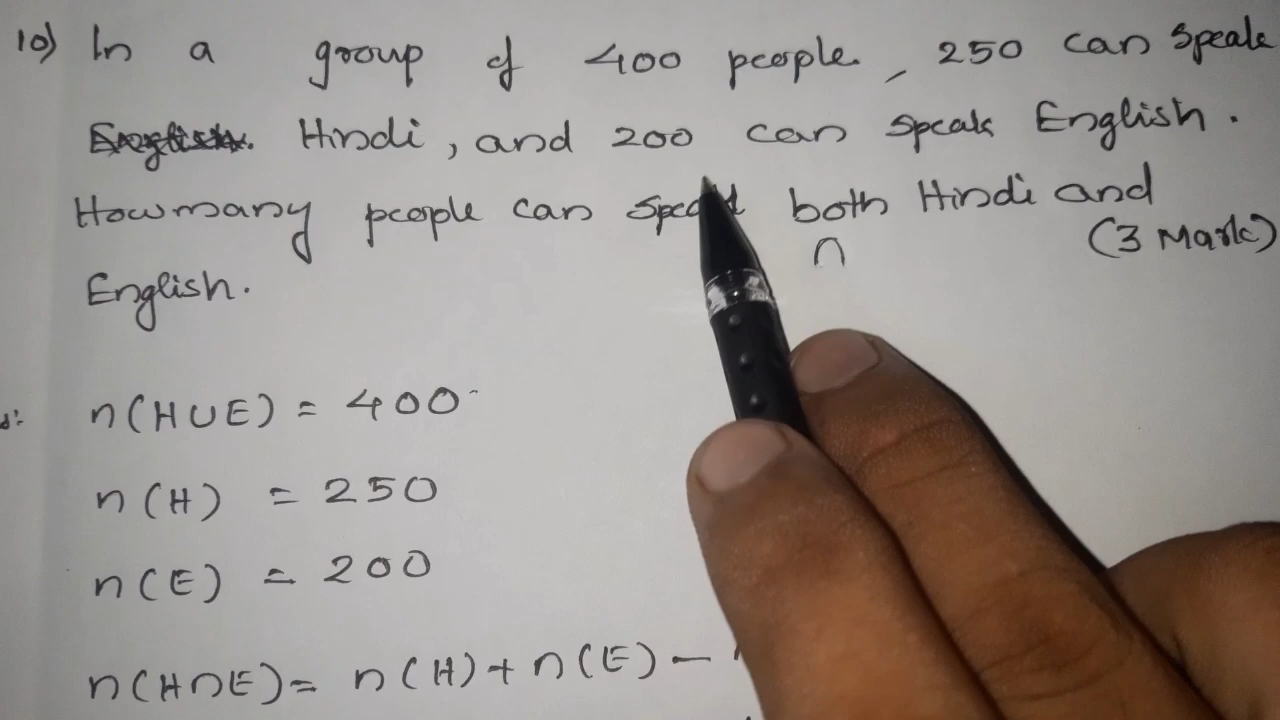 10) In a group of 400 people, 250 can speak
Hindi, and 200 can speak English.
How many people can both Hindi and
∩ (3 Mark)
English.
n(H∪E) = 400
n(H) = 250
n(E) = 200
n(H∩E) = n(H) + n(E) -